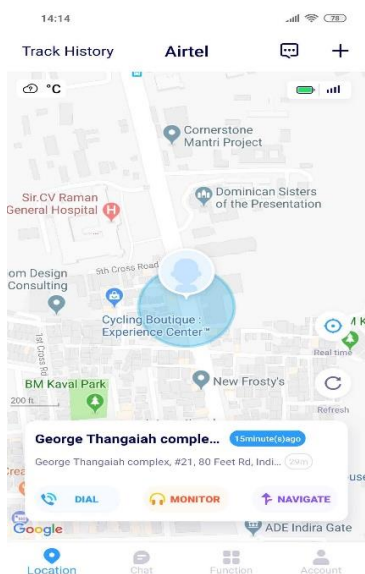 14:14
78
Track History
Airtel
°C
Cornerstone
Mantri Project
Sir.CV Raman
General Hospital
Dominican Sisters
of the Presentation
5th Cross Road
om Design
Consulting
Cycling Boutique :
Experience Center™
1st Cross Rd
Real time
BM Kaval Park
New Frosty's
200 ft
Refresh
George Thangaiah comple...
15minute(s)ago
George Thangaiah complex, #21, 80 Feet Rd, Indi...
29m
DIAL
MONITOR
NAVIGATE
Google
ADE Indira Gate
Location
Chat
Function
Account